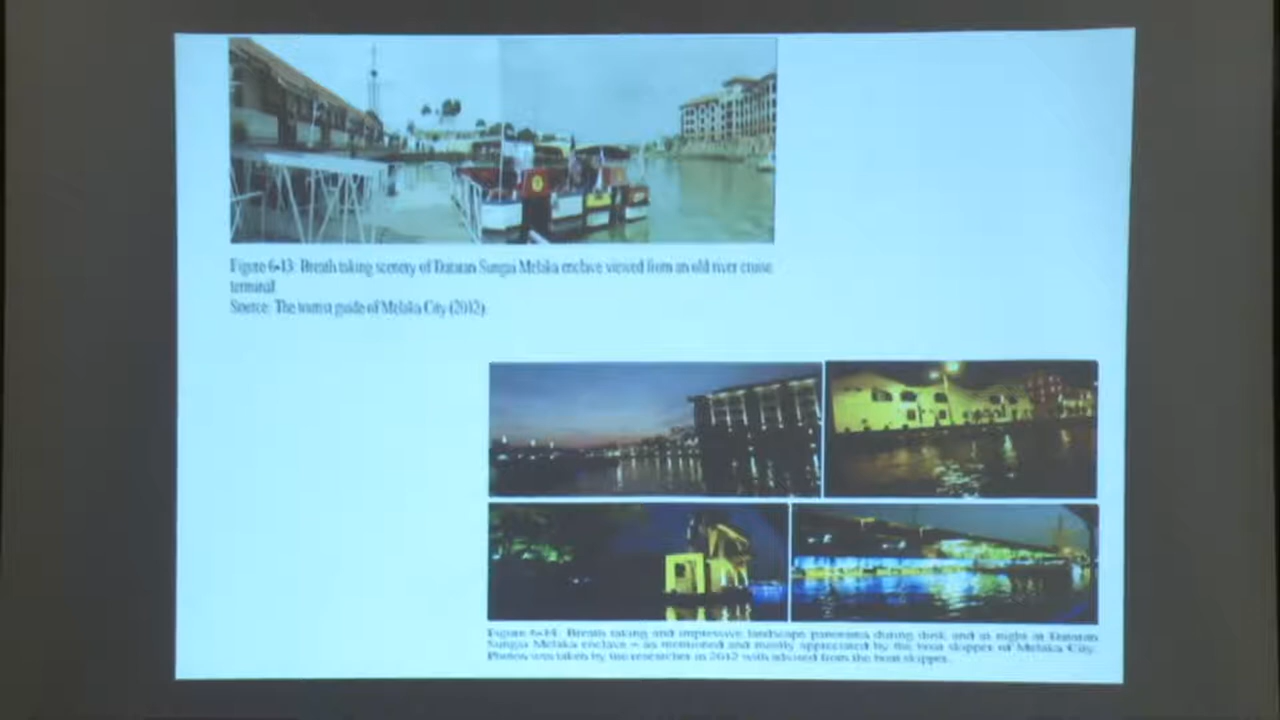 Figure 6-13: Breath taking scenery of Dataran Sungai Melaka enclave viewed from an old river cruise
terminal
Source: The tourist guide of Melaka City (2012).
Figure 6-14: Breath taking and impressive landscape panorama during dusk and at night at Dataran
Sungai Melaka enclave – as mentioned and mostly appreciated by the boat skipper of Melaka City.
Photos was taken by the researcher in 2012 with advised from the boat skipper.